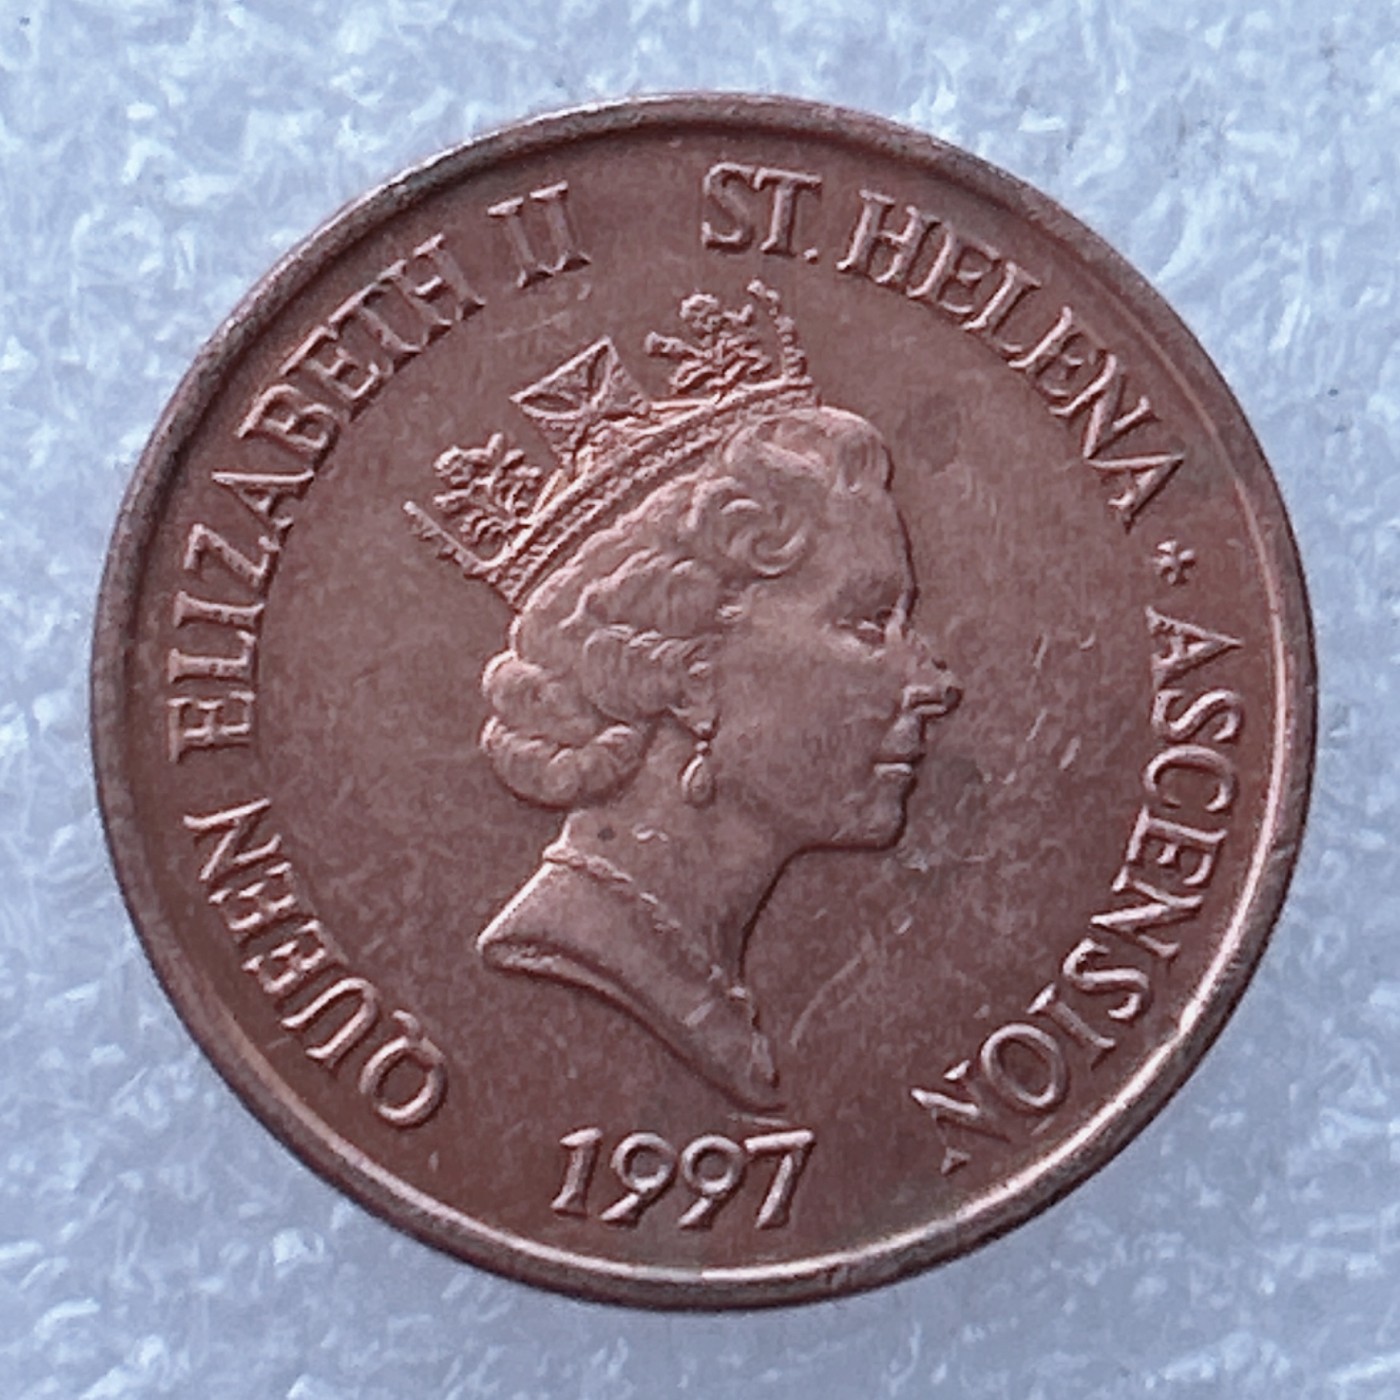 QUEEN ELIZABETH II ST. HELENA * ASCENSION
1997